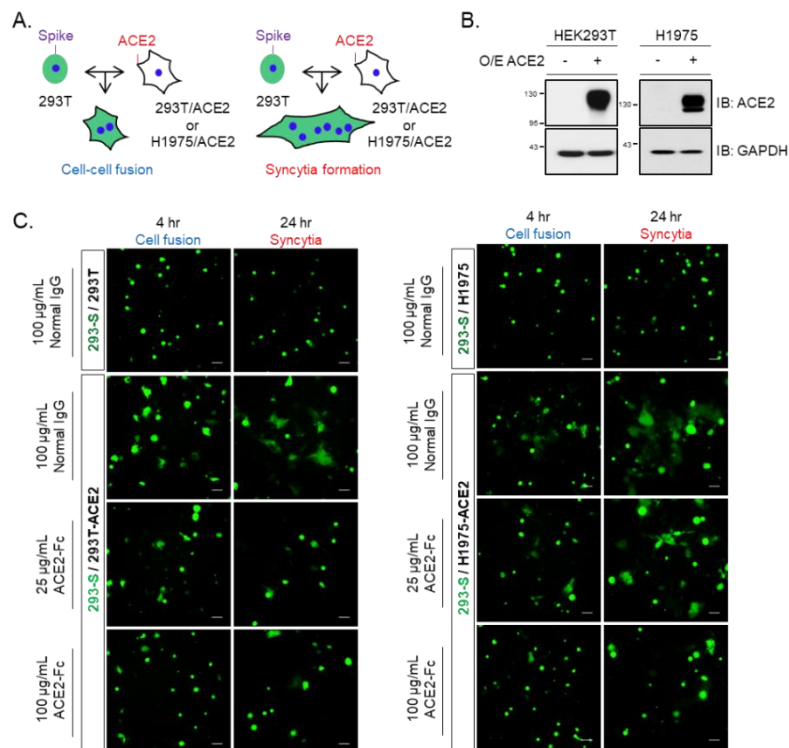 A.
Spike
ACE2
293T
293T/ACE2
or
H1975/ACE2
Cell-cell fusion
Spike
ACE2
293T
293T/ACE2
or
H1975/ACE2
Syncytia formation
B.
HEK293T
H1975
O/E ACE2
-
+
-
+
130
95
130
IB: ACE2
43
43
IB: GAPDH
C.
4 hr
24 hr
Cell fusion
Syncytia
100 µg/mL
Normal IgG
293-S / 293T
100 µg/mL
Normal IgG
25 µg/mL
ACE2-Fc
100 µg/mL
ACE2-Fc
293-S / 293T-ACE2
4 hr
24 hr
Cell fusion
Syncytia
100 µg/mL
Normal IgG
293-S / H1975
100 µg/mL
Normal IgG
25 µg/mL
ACE2-Fc
100 µg/mL
ACE2-Fc
293-S / H1975-ACE2